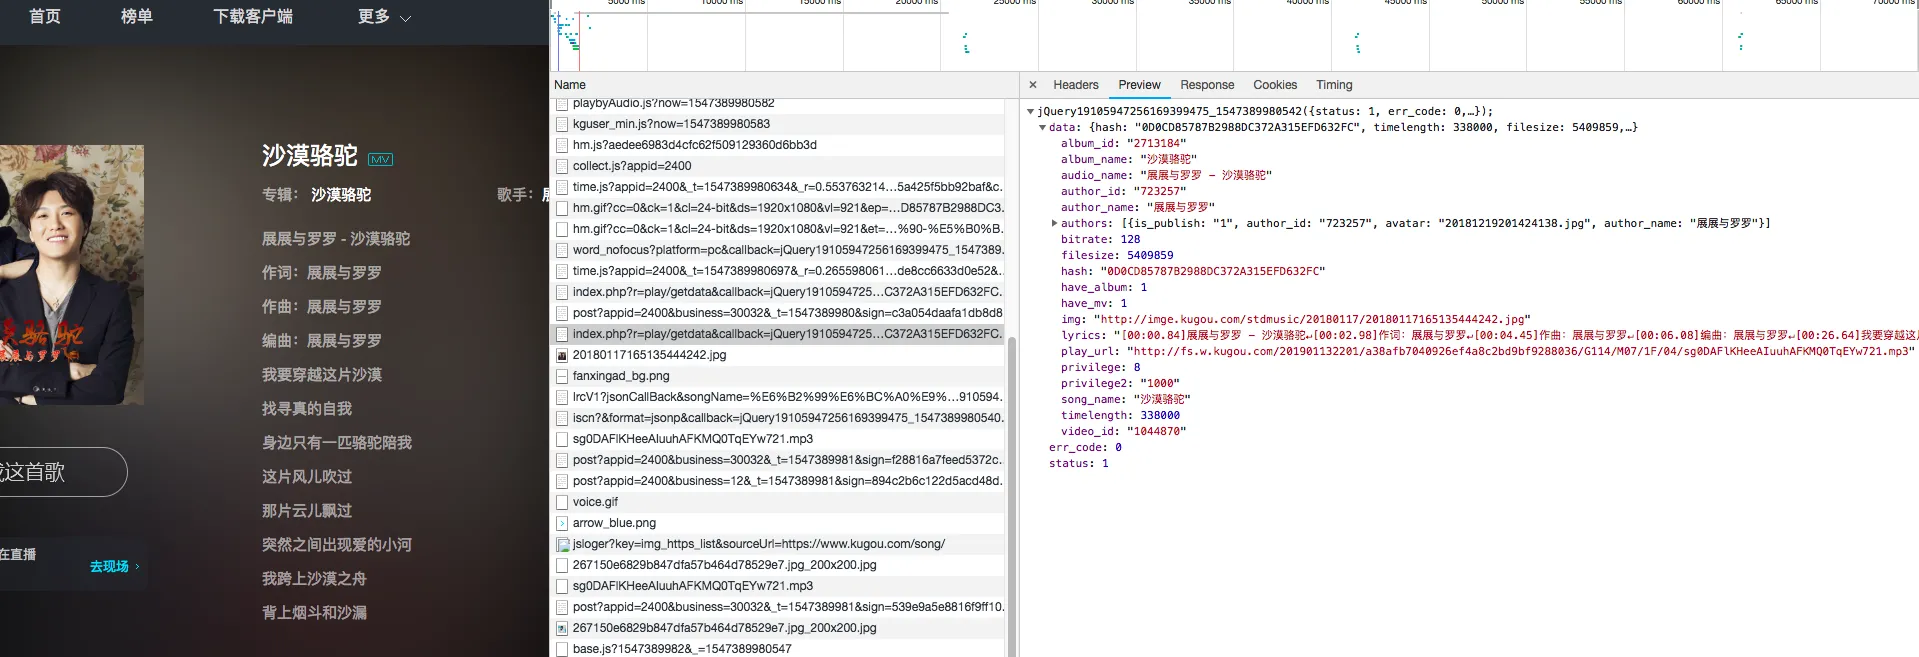 首页 榜单 下载客户端 更多
沙漠骆驼 MV
专辑： 沙漠骆驼 歌手：
展展与罗罗 - 沙漠骆驼
作词：展展与罗罗
作曲：展展与罗罗
编曲：展展与罗罗
我要穿越这片沙漠
找寻真的自我
身边只有一匹骆驼陪我
这片风儿吹过
那片云儿飘过
突然之间出现爱的小河
我跨上沙漠之舟
背上烟斗和沙漏
这首歌
在直播
去现场
5000 ms 10000 ms 15000 ms 20000 ms 25000 ms 30000 ms 35000 ms 40000 ms 45000 ms 50000 ms 55000 ms 60000 ms 65000 ms 70000 ms
Name
playbyAudio.js?now=1547389980582
kguser_min.js?now=1547389980583
hm.js?aedee6983d4cfc62f509129360d6bb3d
collect.js?appid=2400
time.js?appid=2400&_t=1547389980634&_r=0.553763214…5a425f5bb92baf&c.
hm.gif?cc=0&ck=1&cl=24-bit&ds=1920x1080&vl=921&ep=…D85787B2988DC3.
hm.gif?cc=0&ck=1&cl=24-bit&ds=1920x1080&vl=921&et=…%90-%E5%B0%B.
word_nofocus?platform=pc&callback=jQuery19105947256169399475_1547389.
time.js?appid=2400&_t=1547389980697&_r=0.265598061…de8cc6633d0e52&.
index.php?r=play/getdata&callback=jQuery1910594725…C372A315EFD632FC.
post?appid=2400&business=30032&_t=1547389980&sign=c3a054daafa1db8d8
index.php?r=play/getdata&callback=jQuery1910594725…C372A315EFD632FC.
20180117165135444242.jpg
fanxingad_bg.png
lrcV1?jsonCallBack&songName=%E6%B2%99%E6%BC%A0%E9%…910594.
iscn?&format=jsonp&callback=jQuery19105947256169399475_1547389980540.
sg0DAFlKHeeAIuuhAFKMQ0TqEYw721.mp3
post?appid=2400&business=30032&_t=1547389981&sign=f28816a7feed5372c.
post?appid=2400&business=12&_t=1547389981&sign=894c2b6c122d5acd48d.
voice.gif
arrow_blue.png
jsloger?key=img_https_list&sourceUrl=https://www.kugou.com/song/
267150e6829b847dfa57b464d78529e7.jpg_200x200.jpg
sg0DAFlKHeeAIuuhAFKMQ0TqEYw721.mp3
post?appid=2400&business=30032&_t=1547389981&sign=539e9a5e8816f9ff10.
267150e6829b847dfa57b464d78529e7.jpg_200x200.jpg
base.js?1547389982&_=1547389980547
× Headers Preview Response Cookies Timing
jQuery19105947256169399475_1547389980542({status: 1, err_code: 0,…});
data: {hash: "0D0CD85787B2988DC372A315EFD632FC", timelength: 338000, filesize: 5409859,…}
album_id: "2713184"
album_name: "沙漠骆驼"
audio_name: "展展与罗罗 - 沙漠骆驼"
author_id: "723257"
author_name: "展展与罗罗"
authors: [{is_publish: "1", author_id: "723257", avatar: "20181219201424138.jpg", author_name: "展展与罗罗"}]
bitrate: 128
filesize: 5409859
hash: "0D0CD85787B2988DC372A315EFD632FC"
have_album: 1
have_mv: 1
img: "http://imge.kugou.com/stdmusic/20180117/20180117165135444242.jpg"
lyrics: "[00:00.84]展展与罗罗 - 沙漠骆驼↵[00:02.98]作词：展展与罗罗↵[00:04.45]作曲：展展与罗罗↵[00:06.08]编曲：展展与罗罗↵[00:26.64]我要穿越这
play_url: "http://fs.w.kugou.com/201901132201/a38afb7040926ef4a8c2bd9bf9288036/G114/M07/1F/04/sg0DAFlKHeeAIuuhAFKMQ0TqEYw721.mp3"
privilege: 8
privilege2: "1000"
song_name: "沙漠骆驼"
timelength: 338000
video_id: "1044870"
err_code: 0
status: 1